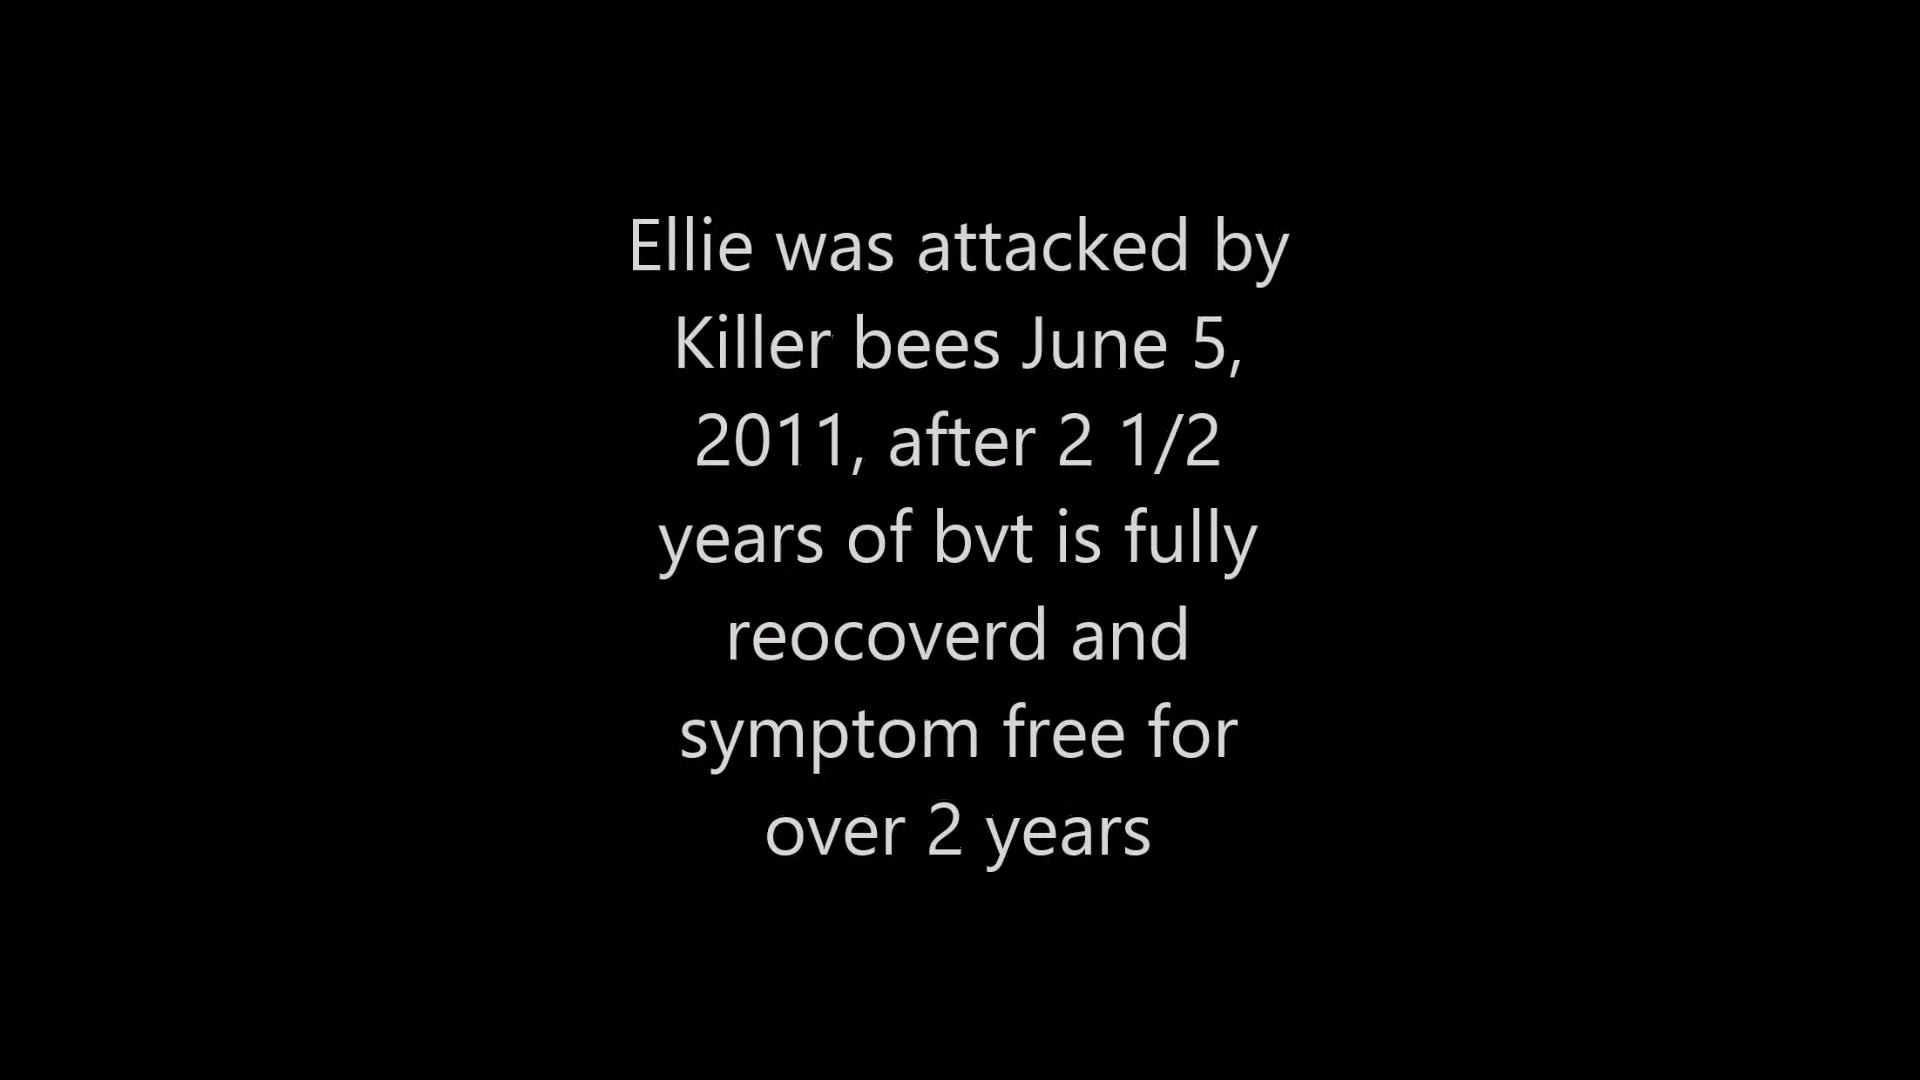 Ellie was attacked by
Killer bees June 5,
2011, after 2 1/2
years of bvt is fully
reocoverd and
symptom free for
over 2 years